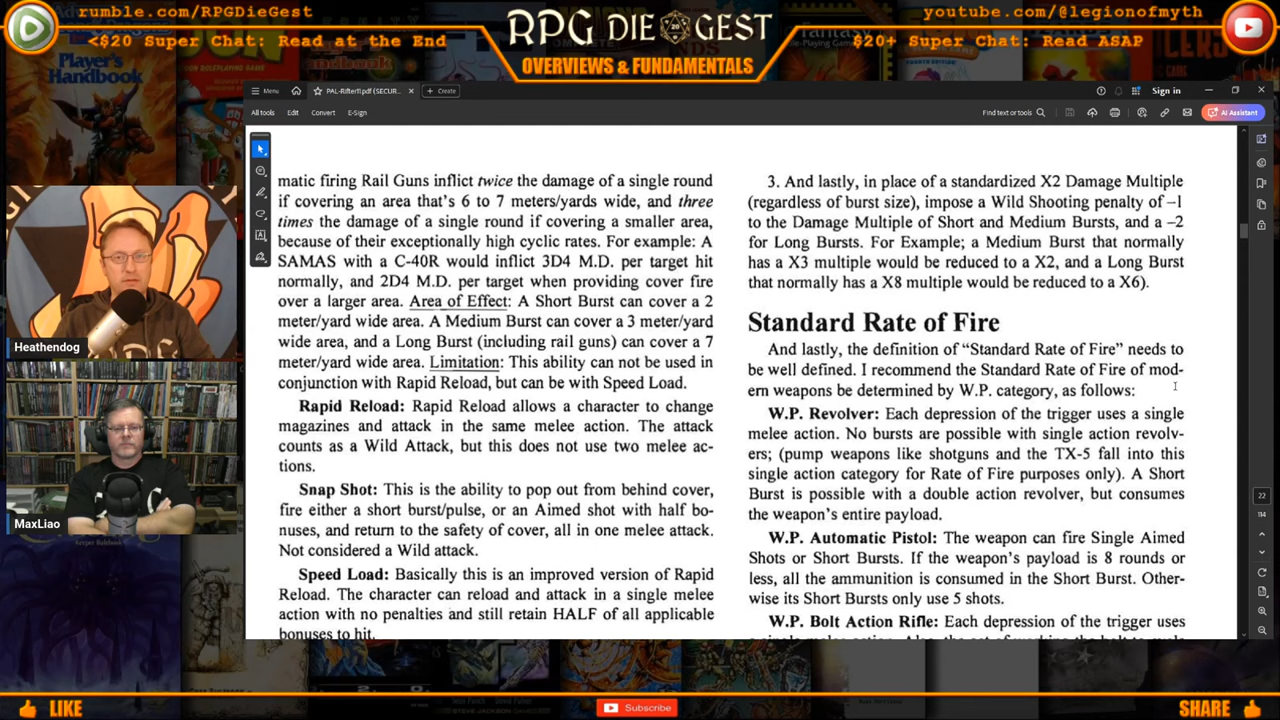 rumble.com/RPGDieGest
<$20 Super Chat: Read at the End
RPG DIE GEST
OVERVIEWS & FUNDAMENTALS
youtube.com/@legionofmyth
$20+ Super Chat: Read ASAP
Player's
Handbook
Menu
PAL-RifterTl.pdf (SECUR...
+ Create
Sign in
All tools
Edit
Convert
E-Sign
Find text or tools
AI Assistant
matic firing Rail Guns inflict twice the damage of a single round
if covering an area that's 6 to 7 meters/yards wide, and three
times the damage of a single round if covering a smaller area,
because of their exceptionally high cyclic rates. For example: A
SAMAS with a C-40R would inflict 3D4 M.D. per target hit
normally, and 2D4 M.D. per target when providing cover fire
over a larger area. Area of Effect: A Short Burst can cover a 2
meter/yard wide area. A Medium Burst can cover a 3 meter/yard
wide area, and a Long Burst (including rail guns) can cover a 7
meter/yard wide area. Limitation: This ability can not be used in
conjunction with Rapid Reload, but can be with Speed Load.
Rapid Reload: Rapid Reload allows a character to change
magazines and attack in the same melee action. The attack
counts as a Wild Attack, but this does not use two melee ac-
tions.
Snap Shot: This is the ability to pop out from behind cover,
fire either a short burst/pulse, or an Aimed shot with half bo-
nuses, and return to the safety of cover, all in one melee attack.
Not considered a Wild attack.
Speed Load: Basically this is an improved version of Rapid
Reload. The character can reload and attack in a single melee
action with no penalties and still retain HALF of all applicable
bonuses to hit.
3. And lastly, in place of a standardized X2 Damage Multiple
(regardless of burst size), impose a Wild Shooting penalty of –1
to the Damage Multiple of Short and Medium Bursts, and a –2
for Long Bursts. For Example; a Medium Burst that normally
has a X3 multiple would be reduced to a X2, and a Long Burst
that normally has a X8 multiple would be reduced to a X6).
Standard Rate of Fire
And lastly, the definition of "Standard Rate of Fire" needs to
be well defined. I recommend the Standard Rate of Fire of mod-
ern weapons be determined by W.P. category, as follows:
W.P. Revolver: Each depression of the trigger uses a single
melee action. No bursts are possible with single action revolv-
ers; (pump weapons like shotguns and the TX-5 fall into this
single action category for Rate of Fire purposes only). A Short
Burst is possible with a double action revolver, but consumes
the weapon's entire payload.
W.P. Automatic Pistol: The weapon can fire Single Aimed
Shots or Short Bursts. If the weapon's payload is 8 rounds or
less, all the ammunition is consumed in the Short Burst. Other-
wise its Short Bursts only use 5 shots.
W.P. Bolt Action Rifle: Each depression of the trigger uses
22
114
Heathendog
MaxLiao
LIKE
Subscribe
SHARE